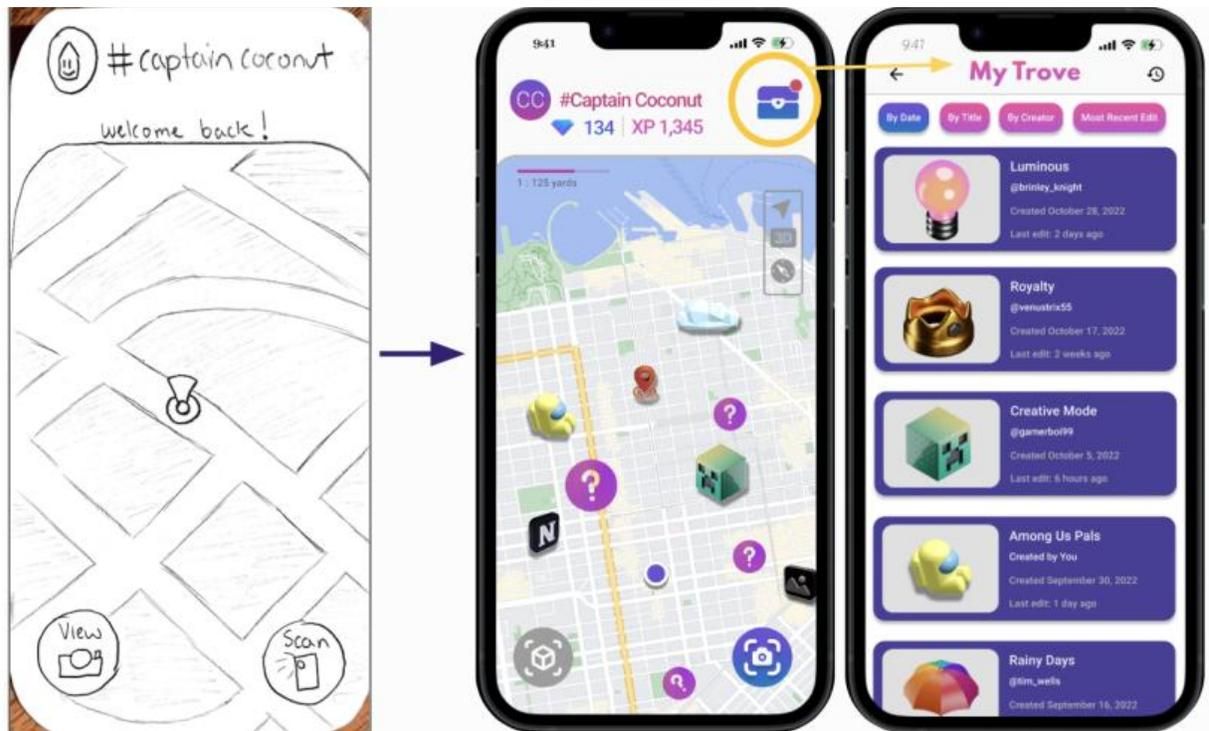 #captain coconut
welcome back!
View
Scan
9:41
CC
#Captain Coconut
134
XP 1,345
1 : 125 yards
3D
?
?
N
?
?
9:41
My Trove
By Date
By Title
By Creator
Most Recent Edit
Luminous
@brinley_knight
Created October 28, 2022
Last edit: 2 days ago
Royalty
@venustrix55
Created October 17, 2022
Last edit: 2 weeks ago
Creative Mode
@gamerboi99
Created October 5, 2022
Last edit: 6 hours ago
Among Us Pals
Created by You
Created September 30, 2022
Last edit: 1 day ago
Rainy Days
@tim_wells
Created September 16, 2022